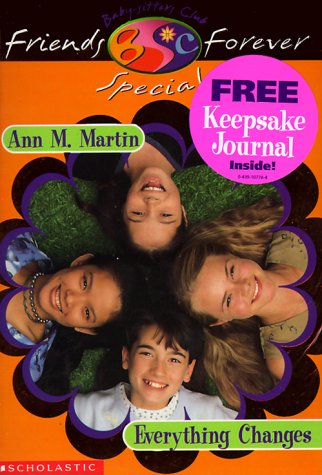 Baby-sitters Club
Friends BSC Forever
Special
FREE
Keepsake
Journal
Inside!
Ann M. Martin
SCHOLASTIC
Everything Changes